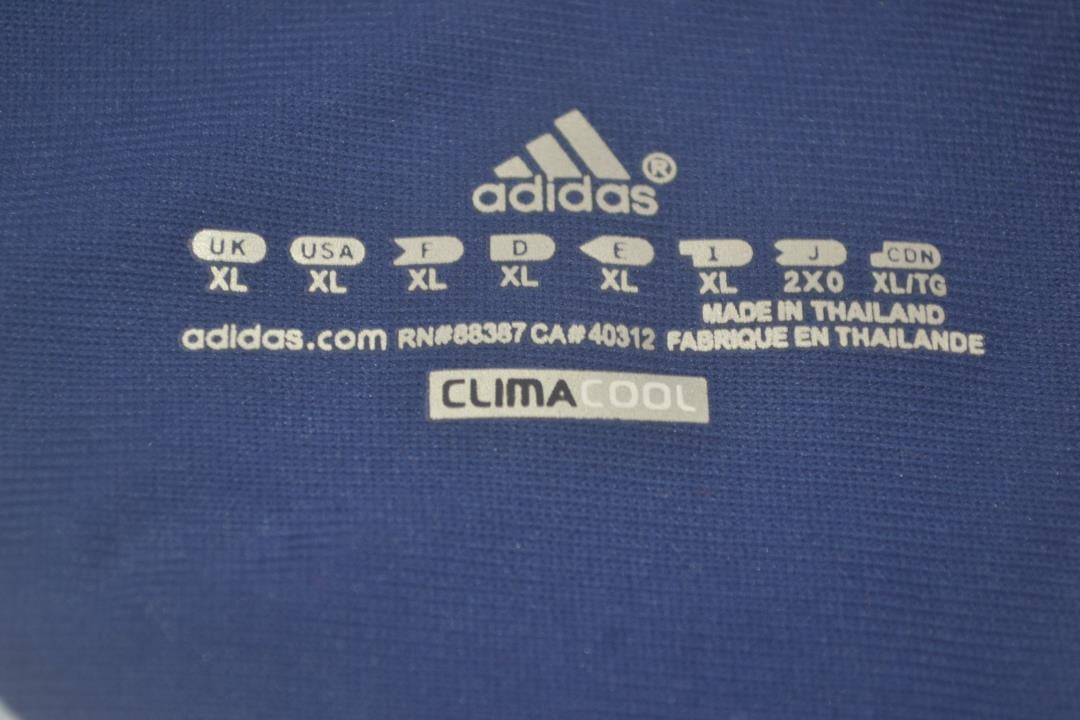 adidas®
UK USA F D E I J CDN
XL XL XL XL XL XL 2XO XL/TG
MADE IN THAILAND
adidas.com RN#88387 CA#40312 FABRIQUE EN THAILANDE
CLIMACOOL